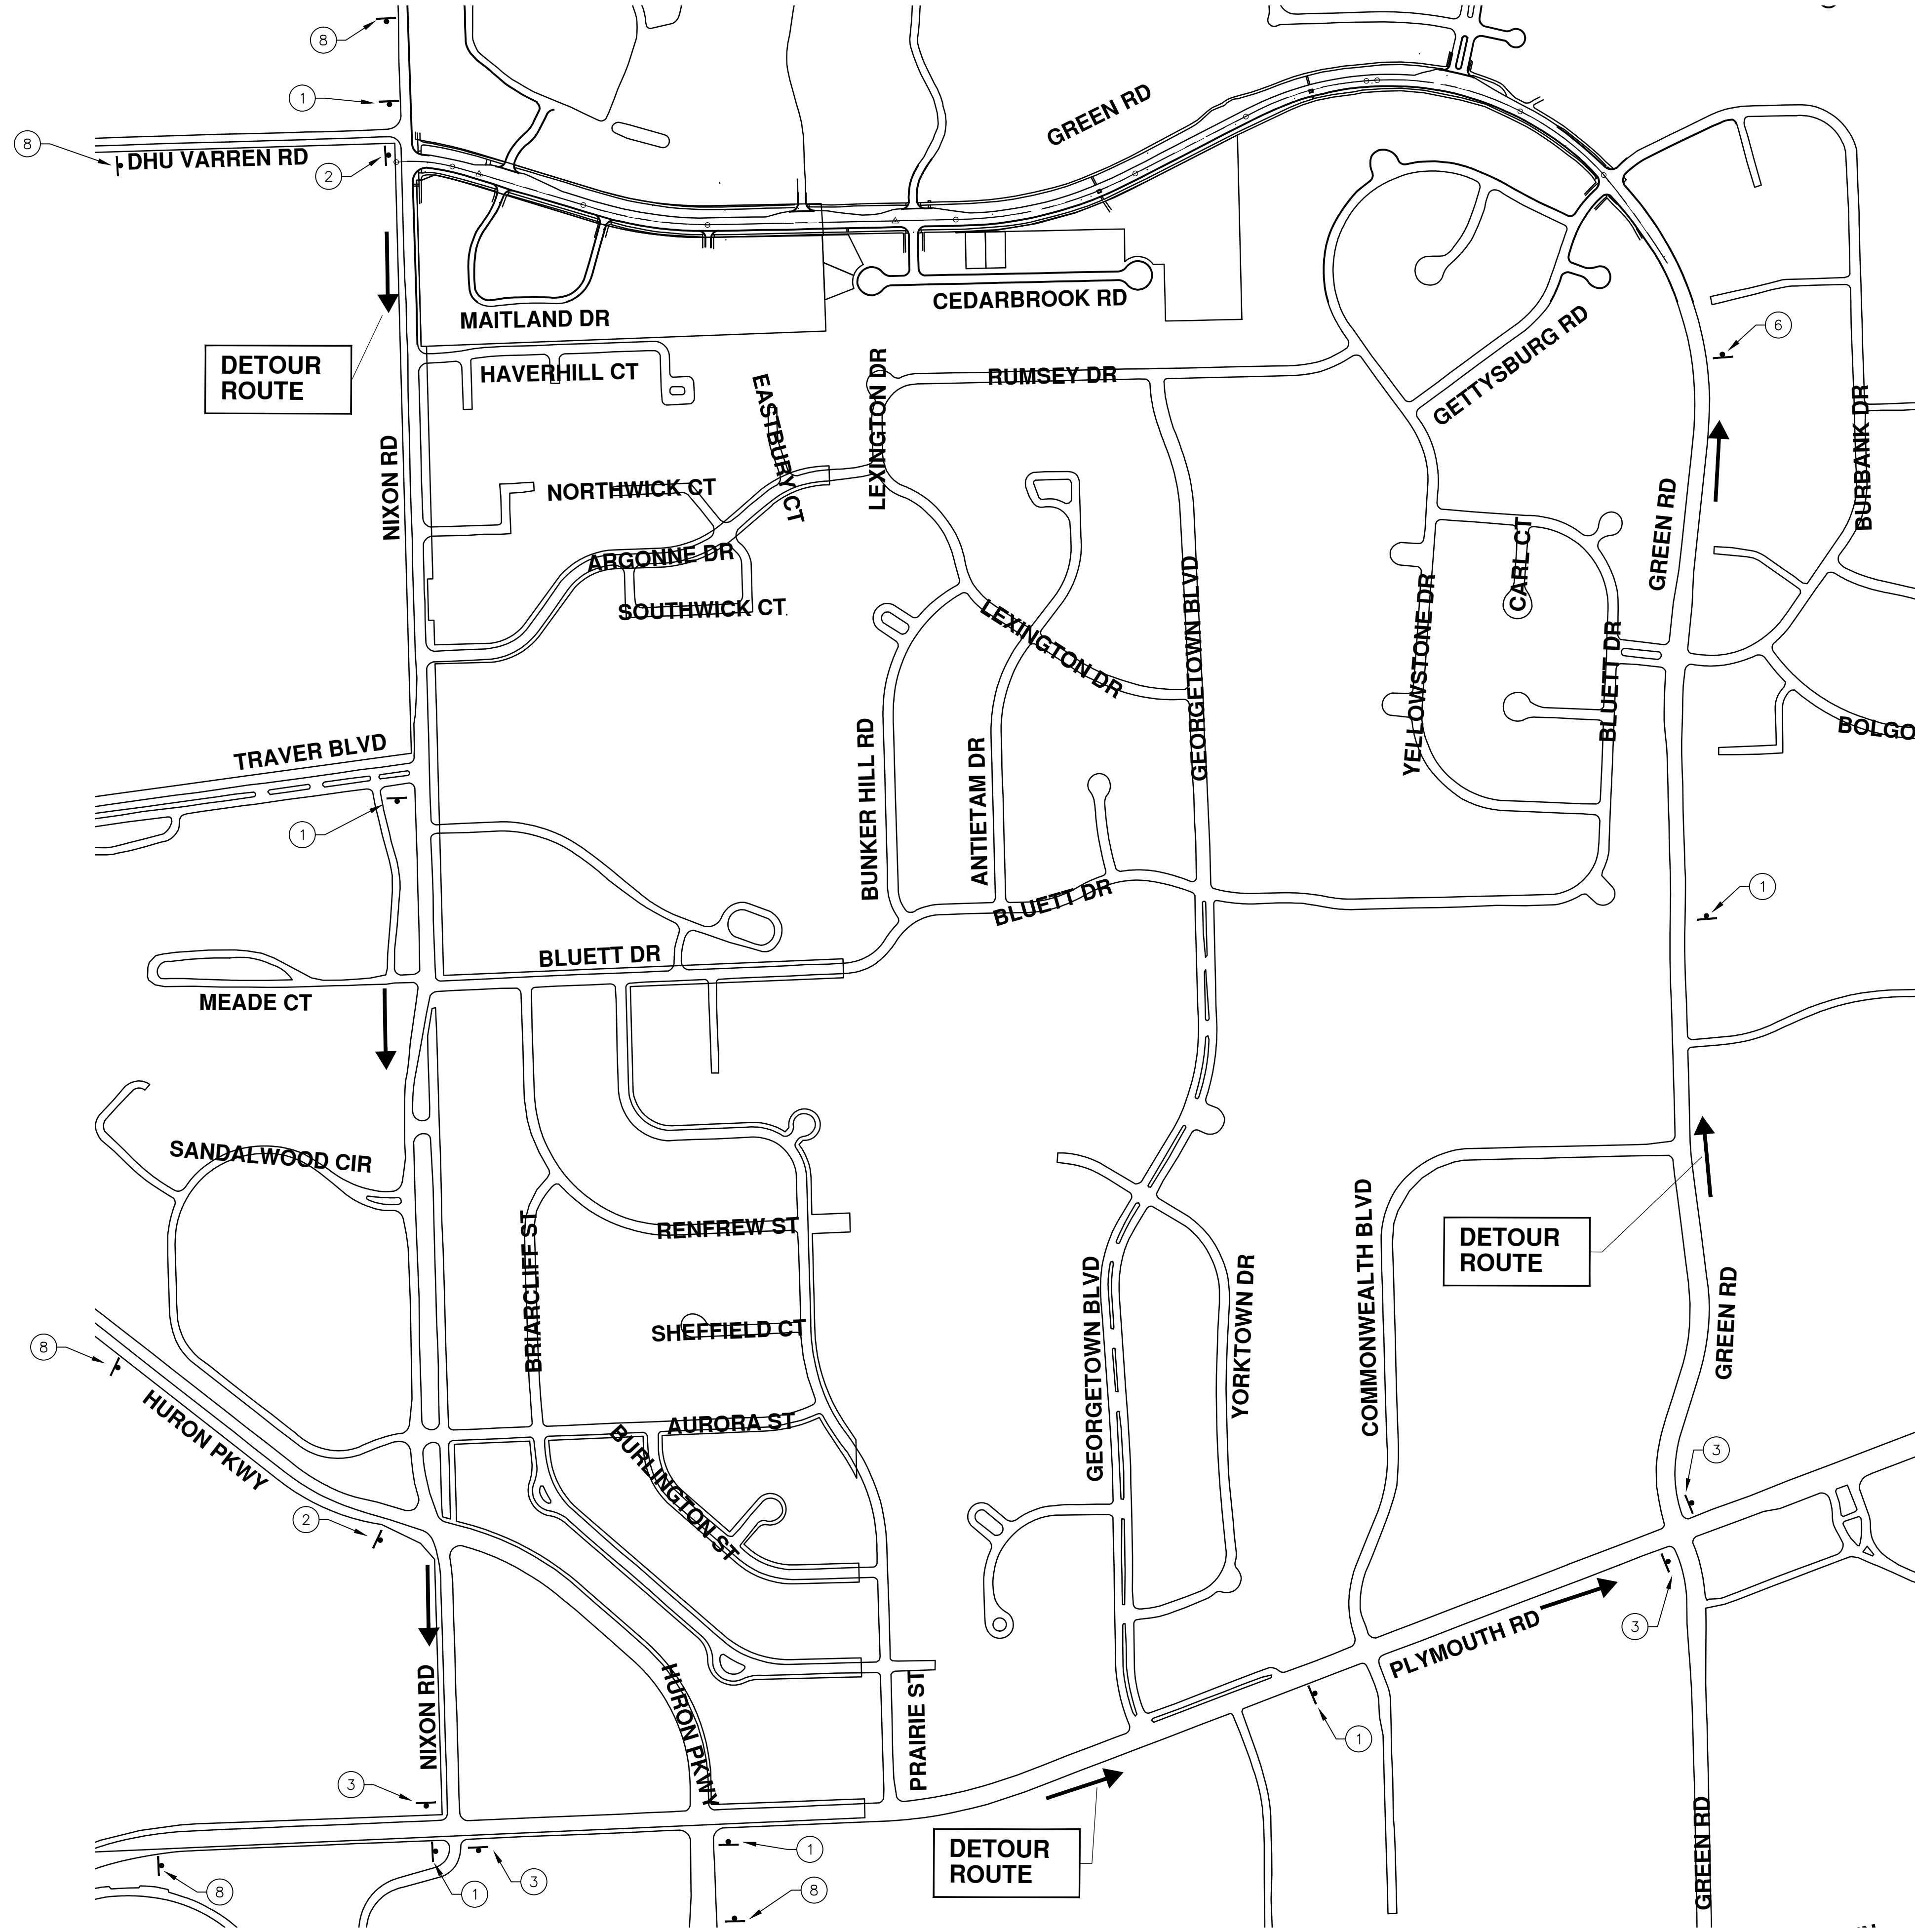 8
1
8
DHU VARREN RD
2
GREEN RD
MAITLAND DR
CEDARBROOK RD
6
DETOUR
ROUTE
HAVERHILL CT
EASTBURY CT
LEXINGTON DR
RUMSEY DR
GETTYSBURG RD
BURBANK DR
NIXON RD
NORTHWICK CT
ARGONNE DR
SOUTHWICK CT
LEXINGTON DR
GEORGETOWN BLVD
YELLOWSTONE DR
CARL CT
BLUETT DR
GREEN RD
BOLGO
TRAVER BLVD
1
BUNKER HILL RD
ANTIETAM DR
BLUETT DR
1
BLUETT DR
MEADE CT
SANDALWOOD CIR
BRIARCLIFF ST
RENFREW ST
SHEFFIELD CT
GEORGETOWN BLVD
YORKTOWN DR
COMMONWEALTH BLVD
DETOUR
ROUTE
GREEN RD
8
HURON PKWY
AURORA ST
BURLINGTON ST
3
2
3
PLYMOUTH RD
NIXON RD
HURON PKWY
PRAIRIE ST
1
3
DETOUR
ROUTE
GREEN RD
1
3
8
1
8